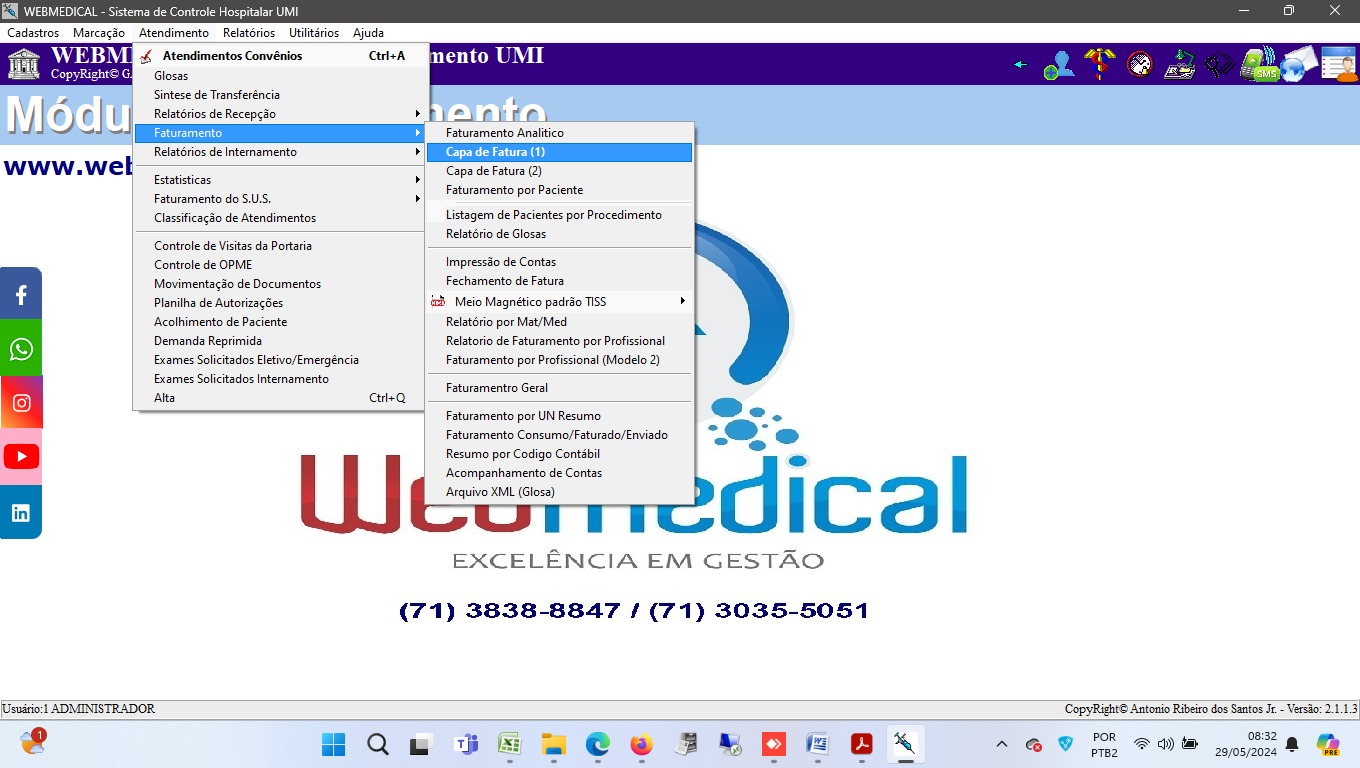 WEBMEDICAL - Sistema de Controle Hospitalar UMI
Cadastros Marcação Atendimento Relatórios Utilitários Ajuda
WEBM
mento UMI
CopyRight© G.
Módu
mento
www.web
Atendimentos Convênios Ctrl+A
Glosas
Sintese de Transferência
Relatórios de Recepção
Faturamento
Relatórios de Internamento
Estatisticas
Faturamento do S.U.S.
Classificação de Atendimentos
Controle de Visitas da Portaria
Controle de OPME
Movimentação de Documentos
Planilha de Autorizações
Acolhimento de Paciente
Demanda Reprimida
Exames Solicitados Eletivo/Emergência
Exames Solicitados Internamento
Alta Ctrl+Q
Faturamento Analitico
Capa de Fatura (1)
Capa de Fatura (2)
Faturamento por Paciente
Listagem de Pacientes por Procedimento
Relatório de Glosas
Impressão de Contas
Fechamento de Fatura
Meio Magnético padrão TISS
Relatório por Mat/Med
Relatorio de Faturamento por Profissional
Faturamento por Profissional (Modelo 2)
Faturamentro Geral
Faturamento por UN Resumo
Faturamento Consumo/Faturado/Enviado
Resumo por Codigo Contábil
Acompanhamento de Contas
Arquivo XML (Glosa)
SMS
Webmedical
EXCELÊNCIA EM GESTÃO
(71) 3838-8847 / (71) 3035-5051
Usuário:1 ADMINISTRADOR
CopyRight© Antonio Ribeiro dos Santos Jr. - Versão: 2.1.1.3
1
POR
PTB2
08:32
29/05/2024
PRE